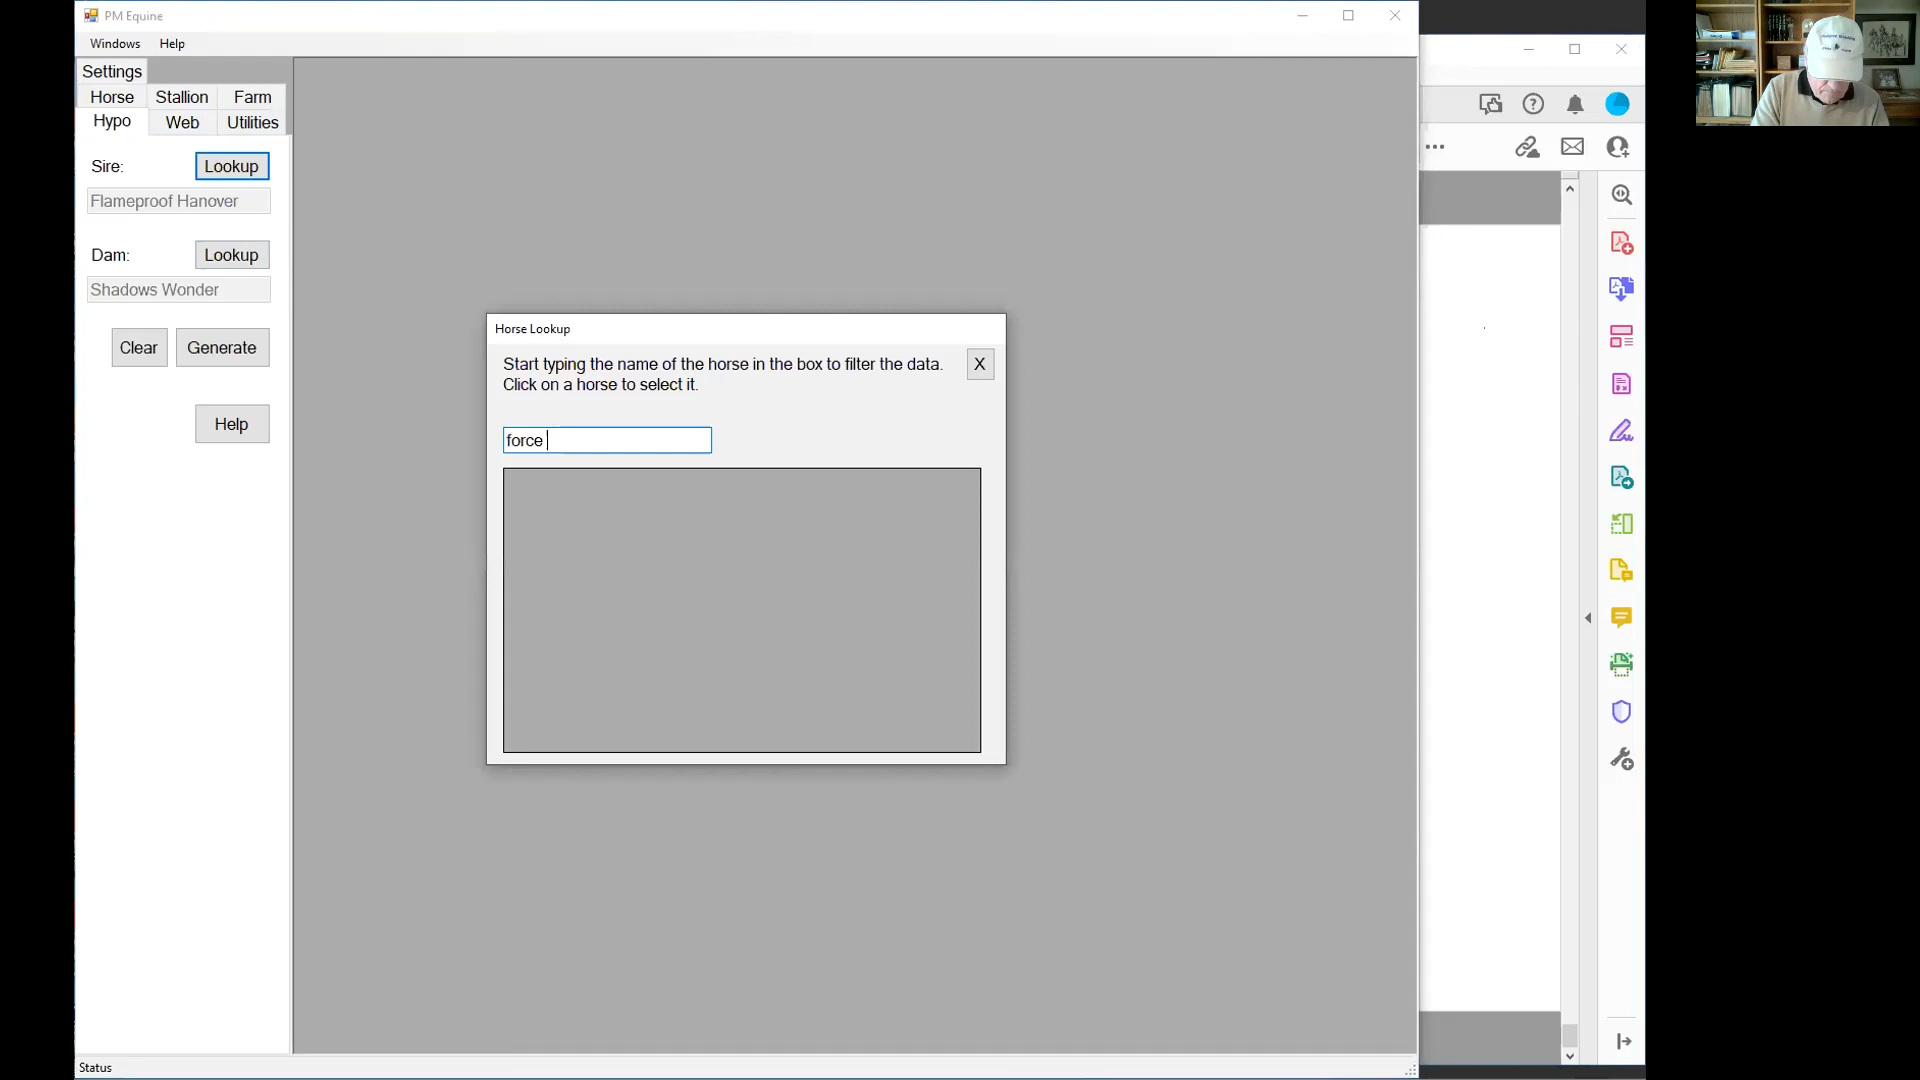 PM Equine
Windows Help
Settings
Horse Stallion Farm
Hypo Web Utilities
Sire: Lookup
Flameproof Hanover
Dam: Lookup
Shadows Wonder
Clear Generate
Help
Horse Lookup
Start typing the name of the horse in the box to filter the data.
Click on a horse to select it.
X
force
Status